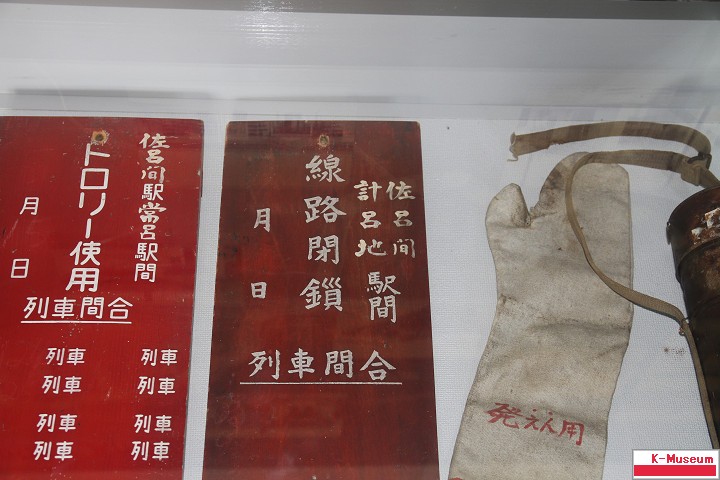 佐呂間駅常呂駅間
トロリー使用
月
日
列車間合
列車 列車
列車 列車
列車 列車
列車 列車
佐呂間
計呂地
駅間
線路閉鎖
月
日
列車間合
発えん用
K-Museum